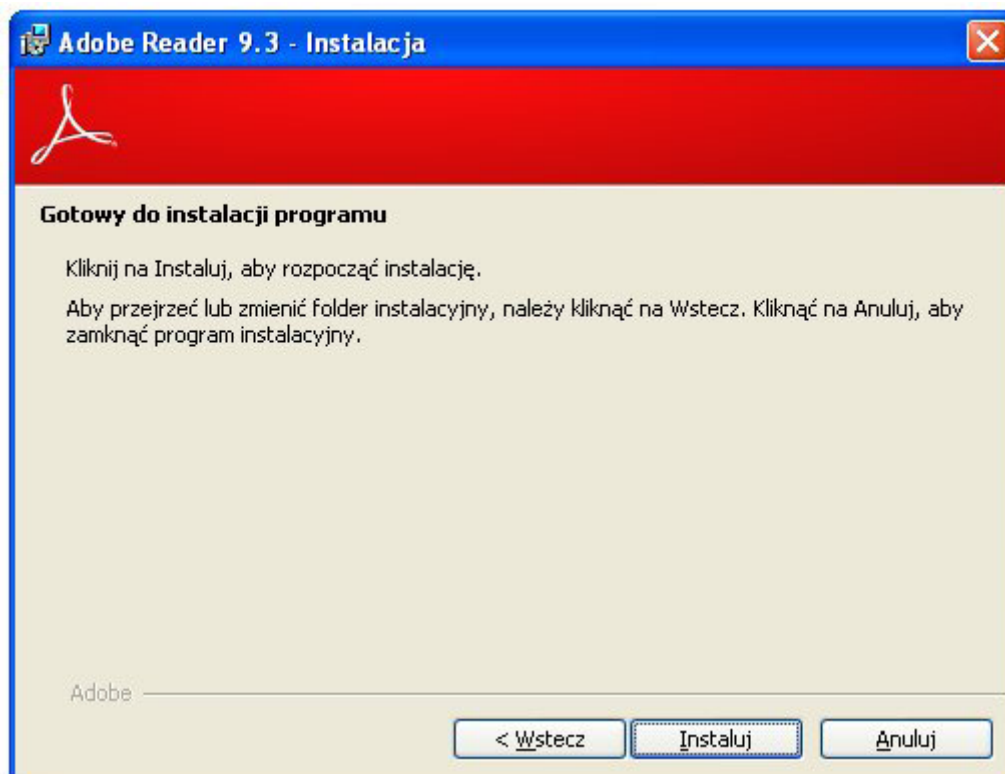 Adobe Reader 9.3 - Instalacja
Gotowy do instalacji programu
Kliknij na Instaluj, aby rozpocząć instalację.
Aby przejrzeć lub zmienić folder instalacyjny, należy kliknąć na Wstecz. Kliknąć na Anuluj, aby
zamknąć program instalacyjny.
Adobe
< Wstecz Instaluj Anuluj